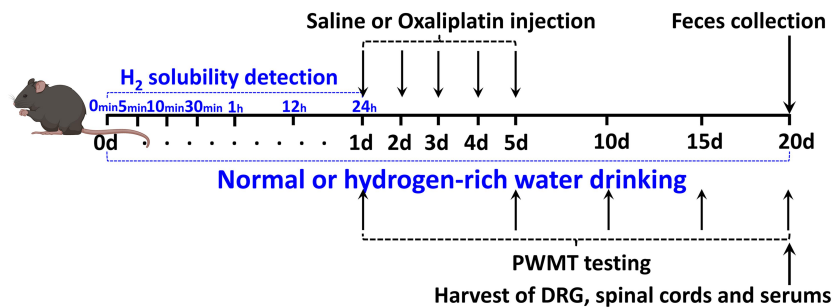 Saline or Oxaliplatin injection
Feces collection
H₂ solubility detection
0min 5min 10min 30min 1h 12h 24h
0d 1d 2d 3d 4d 5d 10d 15d 20d
Normal or hydrogen-rich water drinking
PWMT testing
Harvest of DRG, spinal cords and serums